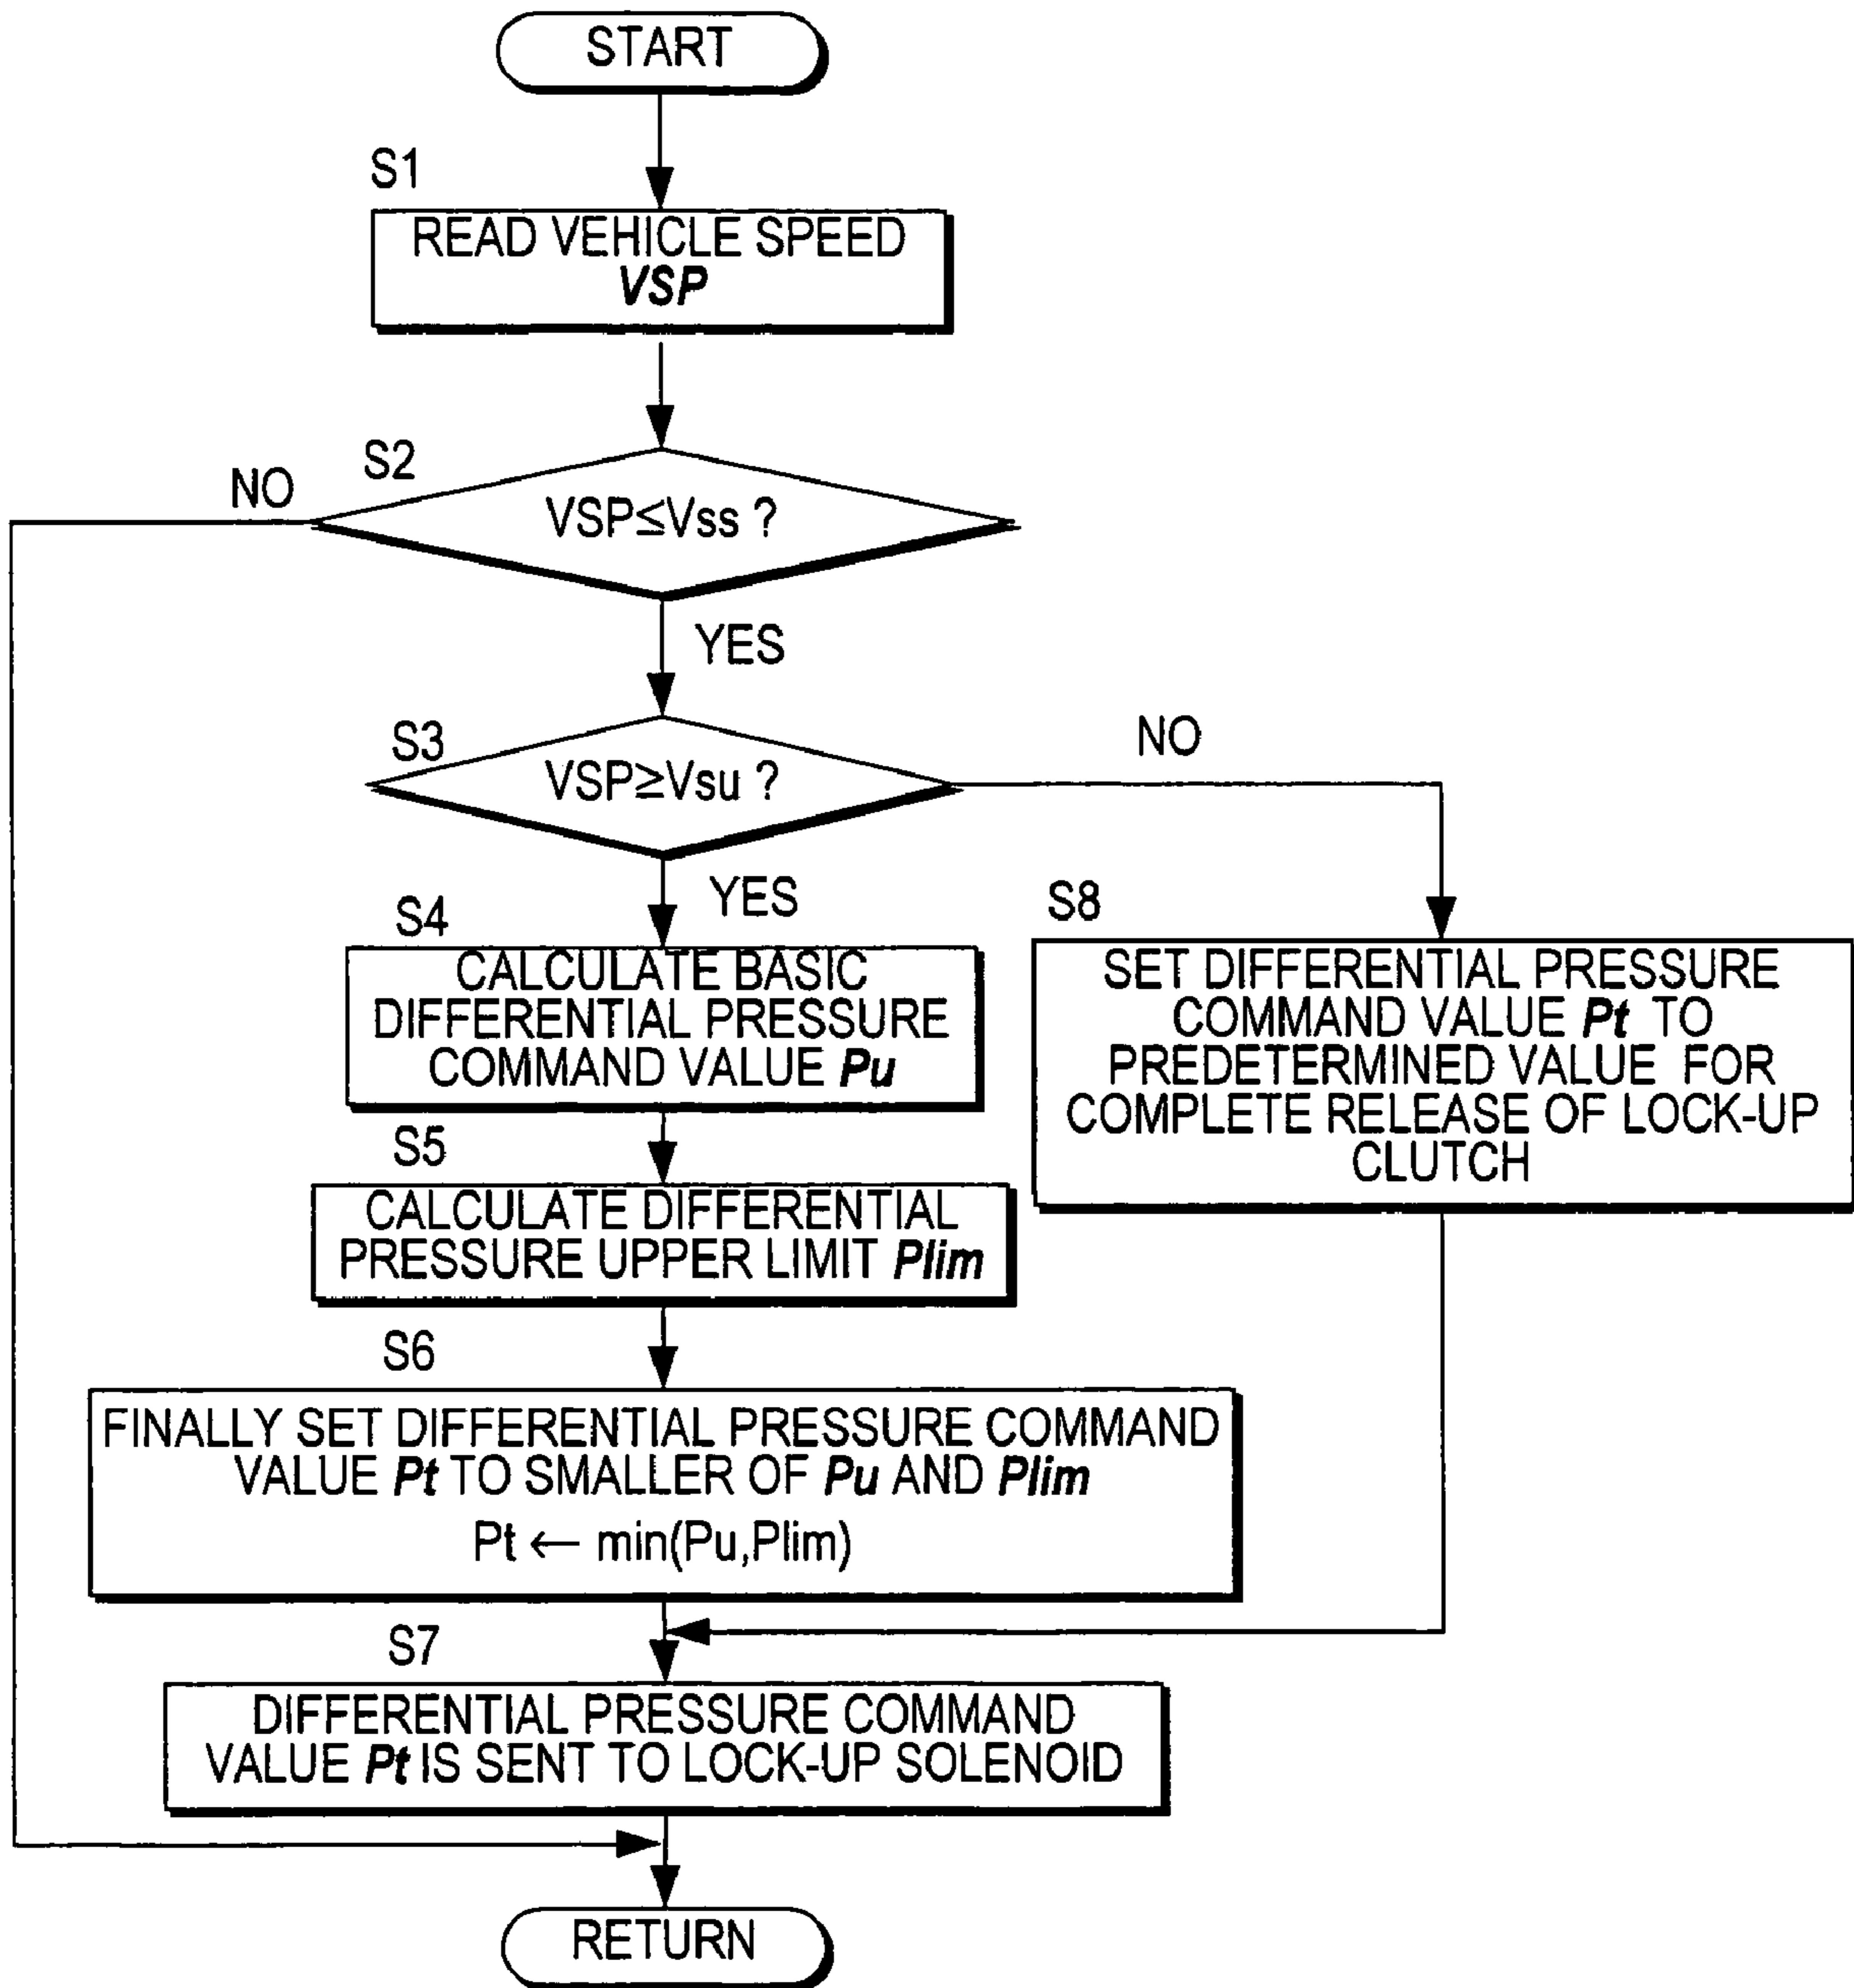 START
S1
READ VEHICLE SPEED
VSP
S2
NO
VSP≤Vss ?
YES
S3
VSP≥Vsu ?
NO
YES
S4
CALCULATE BASIC
DIFFERENTIAL PRESSURE
COMMAND VALUE Pu
S8
SET DIFFERENTIAL PRESSURE
COMMAND VALUE Pt TO
PREDETERMINED VALUE FOR
COMPLETE RELEASE OF LOCK-UP
CLUTCH
S5
CALCULATE DIFFERENTIAL
PRESSURE UPPER LIMIT Plim
S6
FINALLY SET DIFFERENTIAL PRESSURE COMMAND
VALUE Pt TO SMALLER OF Pu AND Plim
Pt ← min(Pu,Plim)
S7
DIFFERENTIAL PRESSURE COMMAND
VALUE Pt IS SENT TO LOCK-UP SOLENOID
RETURN